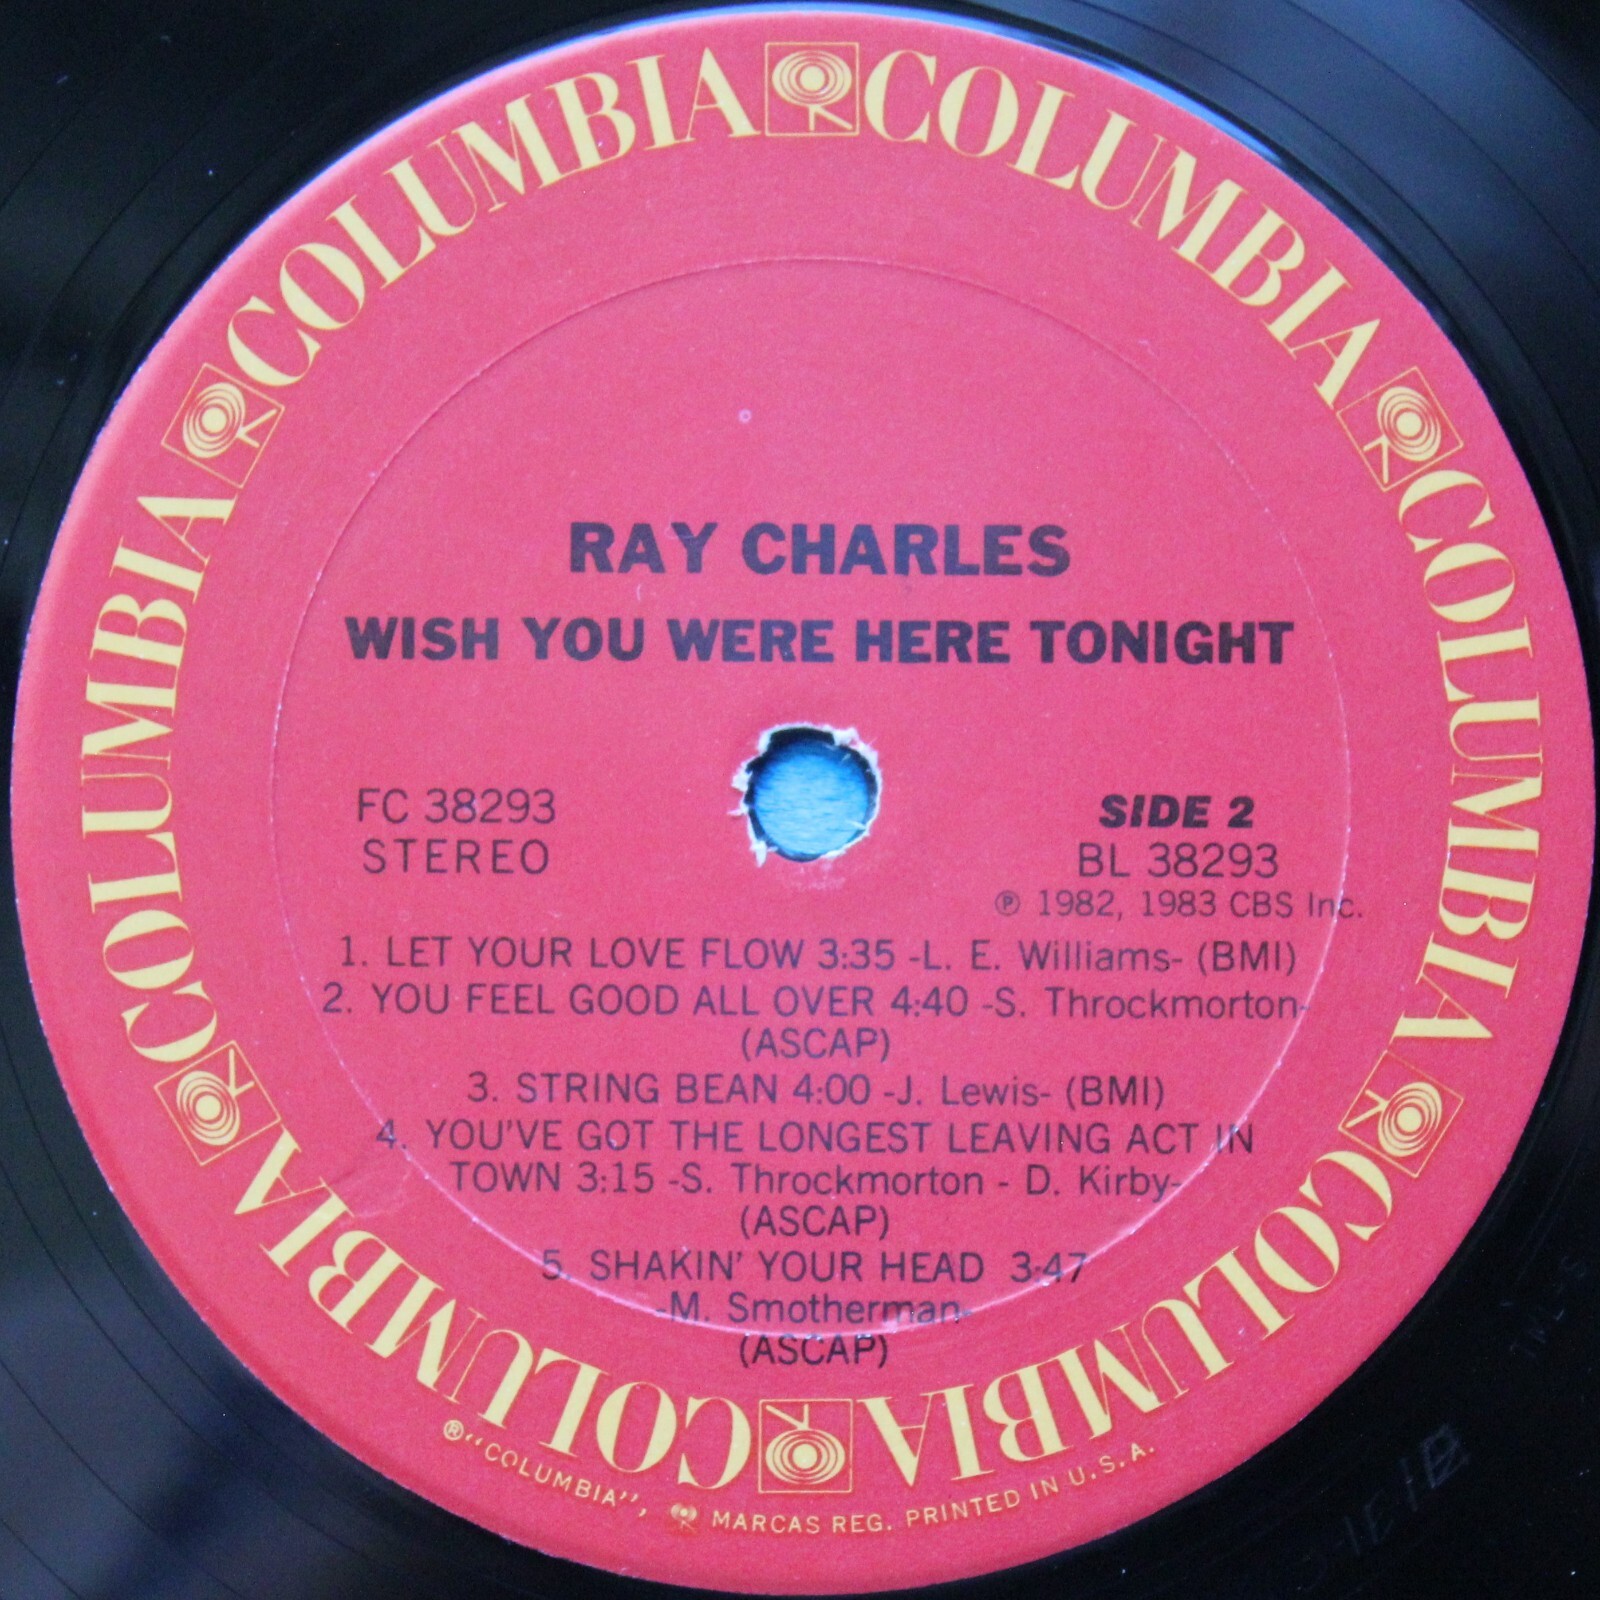 COLUMBIA COLUMBIA COLUMBIA COLUMBIA COLUMBIA COLUMBIA COLUMBIA COLUMBIA
RAY CHARLES
WISH YOU WERE HERE TONIGHT
FC 38293
STEREO
SIDE 2
BL 38293
℗ 1982, 1983 CBS Inc.
1. LET YOUR LOVE FLOW 3:35 -L. E. Williams- (BMI)
2. YOU FEEL GOOD ALL OVER 4:40 -S. Throckmorton-
(ASCAP)
3. STRING BEAN 4:00 -J. Lewis- (BMI)
4. YOU'VE GOT THE LONGEST LEAVING ACT IN
TOWN 3:15 -S. Throckmorton - D. Kirby-
(ASCAP)
5. SHAKIN' YOUR HEAD 3:47
-M. Smotherman-
(ASCAP)
®"COLUMBIA", MARCAS REG. PRINTED IN U.S.A.